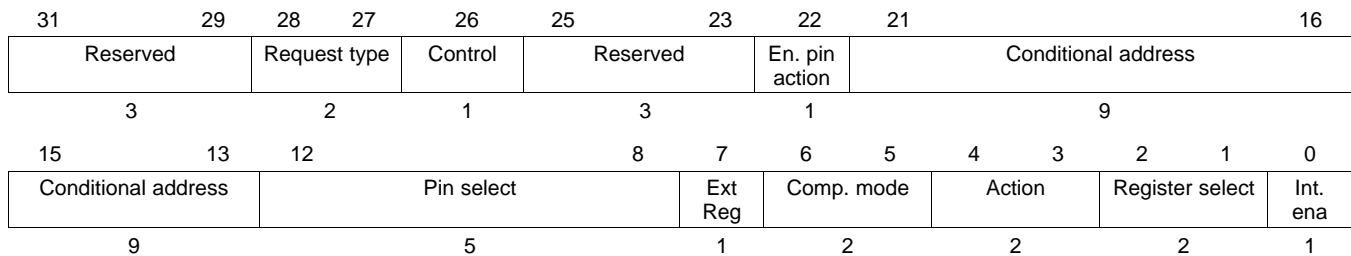 31 29 28 27 26 25 23 22 21 16
Reserved Request type Control Reserved En. pin Conditional address
action
3 2 1 3 1 9
15 13 12 8 7 6 5 4 3 2 1 0
Conditional address Pin select Ext Comp. mode Action Register select Int.
Reg ena
9 5 1 2 2 2 1